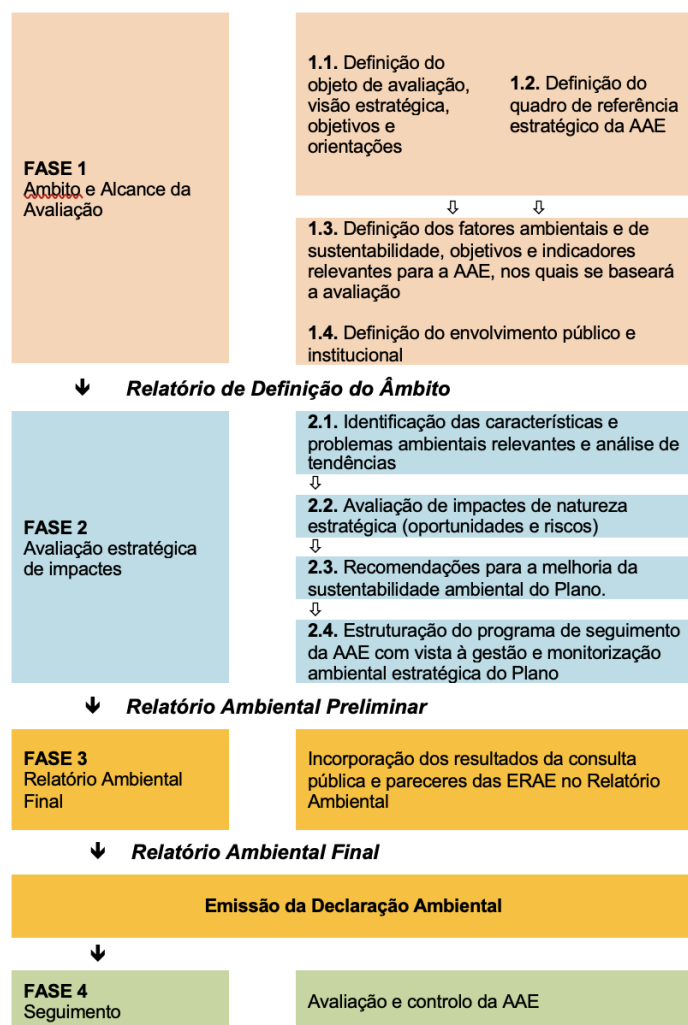 1.1. Definição do
objeto de avaliação,
visão estratégica,
objetivos e
orientações
1.2. Definição do
quadro de referência
estratégico da AAE
FASE 1
Ambito e Alcance da
Avaliação
1.3. Definição dos fatores ambientais e de
sustentabilidade, objetivos e indicadores
relevantes para a AAE, nos quais se baseará
a avaliação
1.4. Definição do envolvimento público e
institucional
Relatório de Definição do Âmbito
FASE 2
Avaliação estratégica
de impactes
2.1. Identificação das características e
problemas ambientais relevantes e análise de
tendências
2.2. Avaliação de impactes de natureza
estratégica (oportunidades e riscos)
2.3. Recomendações para a melhoria da
sustentabilidade ambiental do Plano.
2.4. Estruturação do programa de seguimento
da AAE com vista à gestão e monitorização
ambiental estratégica do Plano
Relatório Ambiental Preliminar
FASE 3
Relatório Ambiental
Final
Incorporação dos resultados da consulta
pública e pareceres das ERAE no Relatório
Ambiental
Relatório Ambiental Final
Emissão da Declaração Ambiental
FASE 4
Seguimento
Avaliação e controlo da AAE